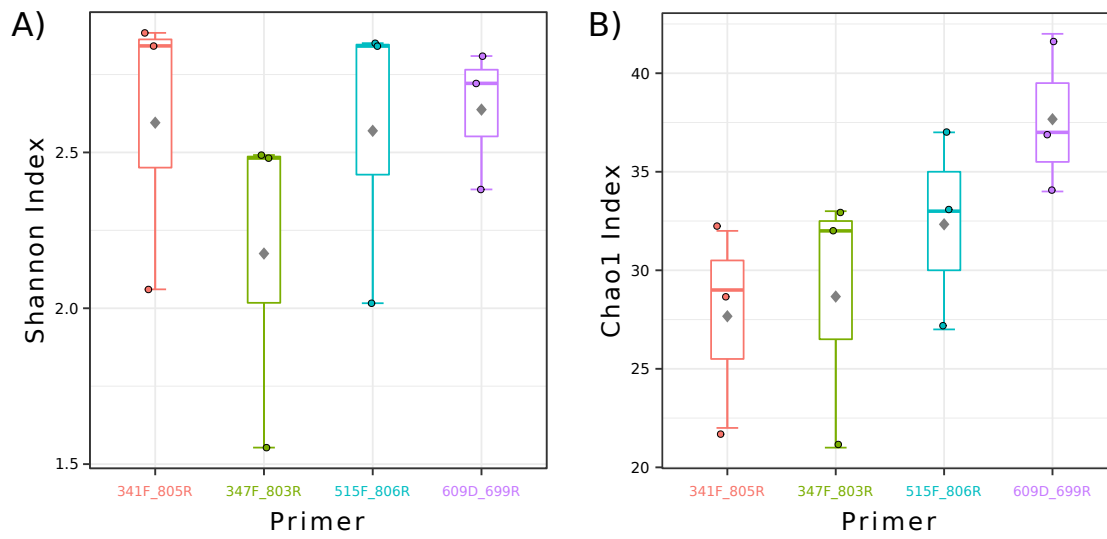 A)
Shannon Index
2.5
2.0
1.5
341F_805R 347F_803R 515F_806R 609D_699R
Primer
B)
Chao1 Index
40
35
30
25
20
341F_805R 347F_803R 515F_806R 609D_699R
Primer